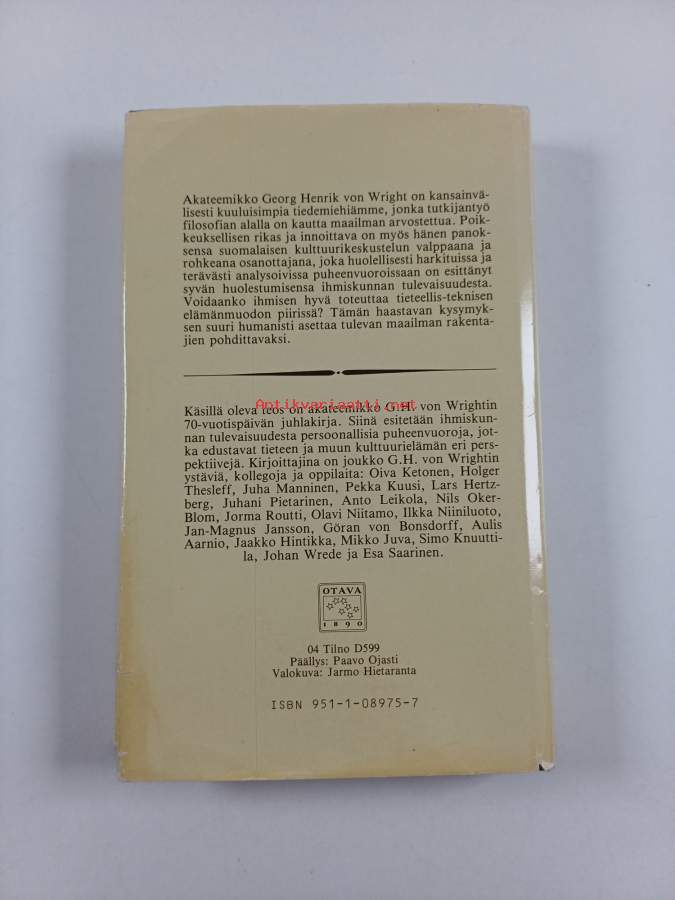 Akateemikko Georg Henrik von Wright on kansainvä-
lisesti kuuluisimpia tiedemiehiämme, jonka tutkijantyö
filosofian alalla on kautta maailman arvostettua. Poik-
keuksellisen rikas ja innoittava on myös hänen panok-
sensa suomalaisen kulttuurikeskustelun valppaana ja
rohkeana osanottajana, joka huolellisesti harkituissa ja
terävästi analysoivissa puheenvuoroissaan on esittänyt
syvän huolestumisensa ihmiskunnan tulevaisuudesta.
Voidaanko ihmisen hyvä toteuttaa tieteellis-teknisen
elämänmuodon piirissä? Tämän haastavan kysymyk-
sen suuri humanisti asettaa tulevan maailman rakenta-
jien pohdittavaksi.
Antikvariaatti.net
Käsillä oleva teos on akateemikko G.H. von Wrightin
70-vuotispäivän juhlakirja. Siinä esitetään ihmiskun-
nan tulevaisuudesta persoonallisia puheenvuoroja, jot-
ka edustavat tieteen ja muun kulttuurielämän eri pers-
pektiivejä. Kirjoittajina on joukko G.H. von Wrightin
ystäviä, kollegoja ja oppilaita: Oiva Ketonen, Holger
Thesleff, Juha Manninen, Pekka Kuusi, Lars Hertz-
berg, Juhani Pietarinen, Anto Leikola, Nils Oker-
Blom, Jorma Routti, Olavi Niitamo, Ilkka Niiniluoto,
Jan-Magnus Jansson, Göran von Bonsdorff, Aulis
Aarnio, Jaakko Hintikka, Mikko Juva, Simo Knuutti-
la, Johan Wrede ja Esa Saarinen.
OTAVA
1890
04 Tilno D599
Päällys: Paavo Ojasti
Valokuva: Jarmo Hietaranta
ISBN 951-1-08975-7